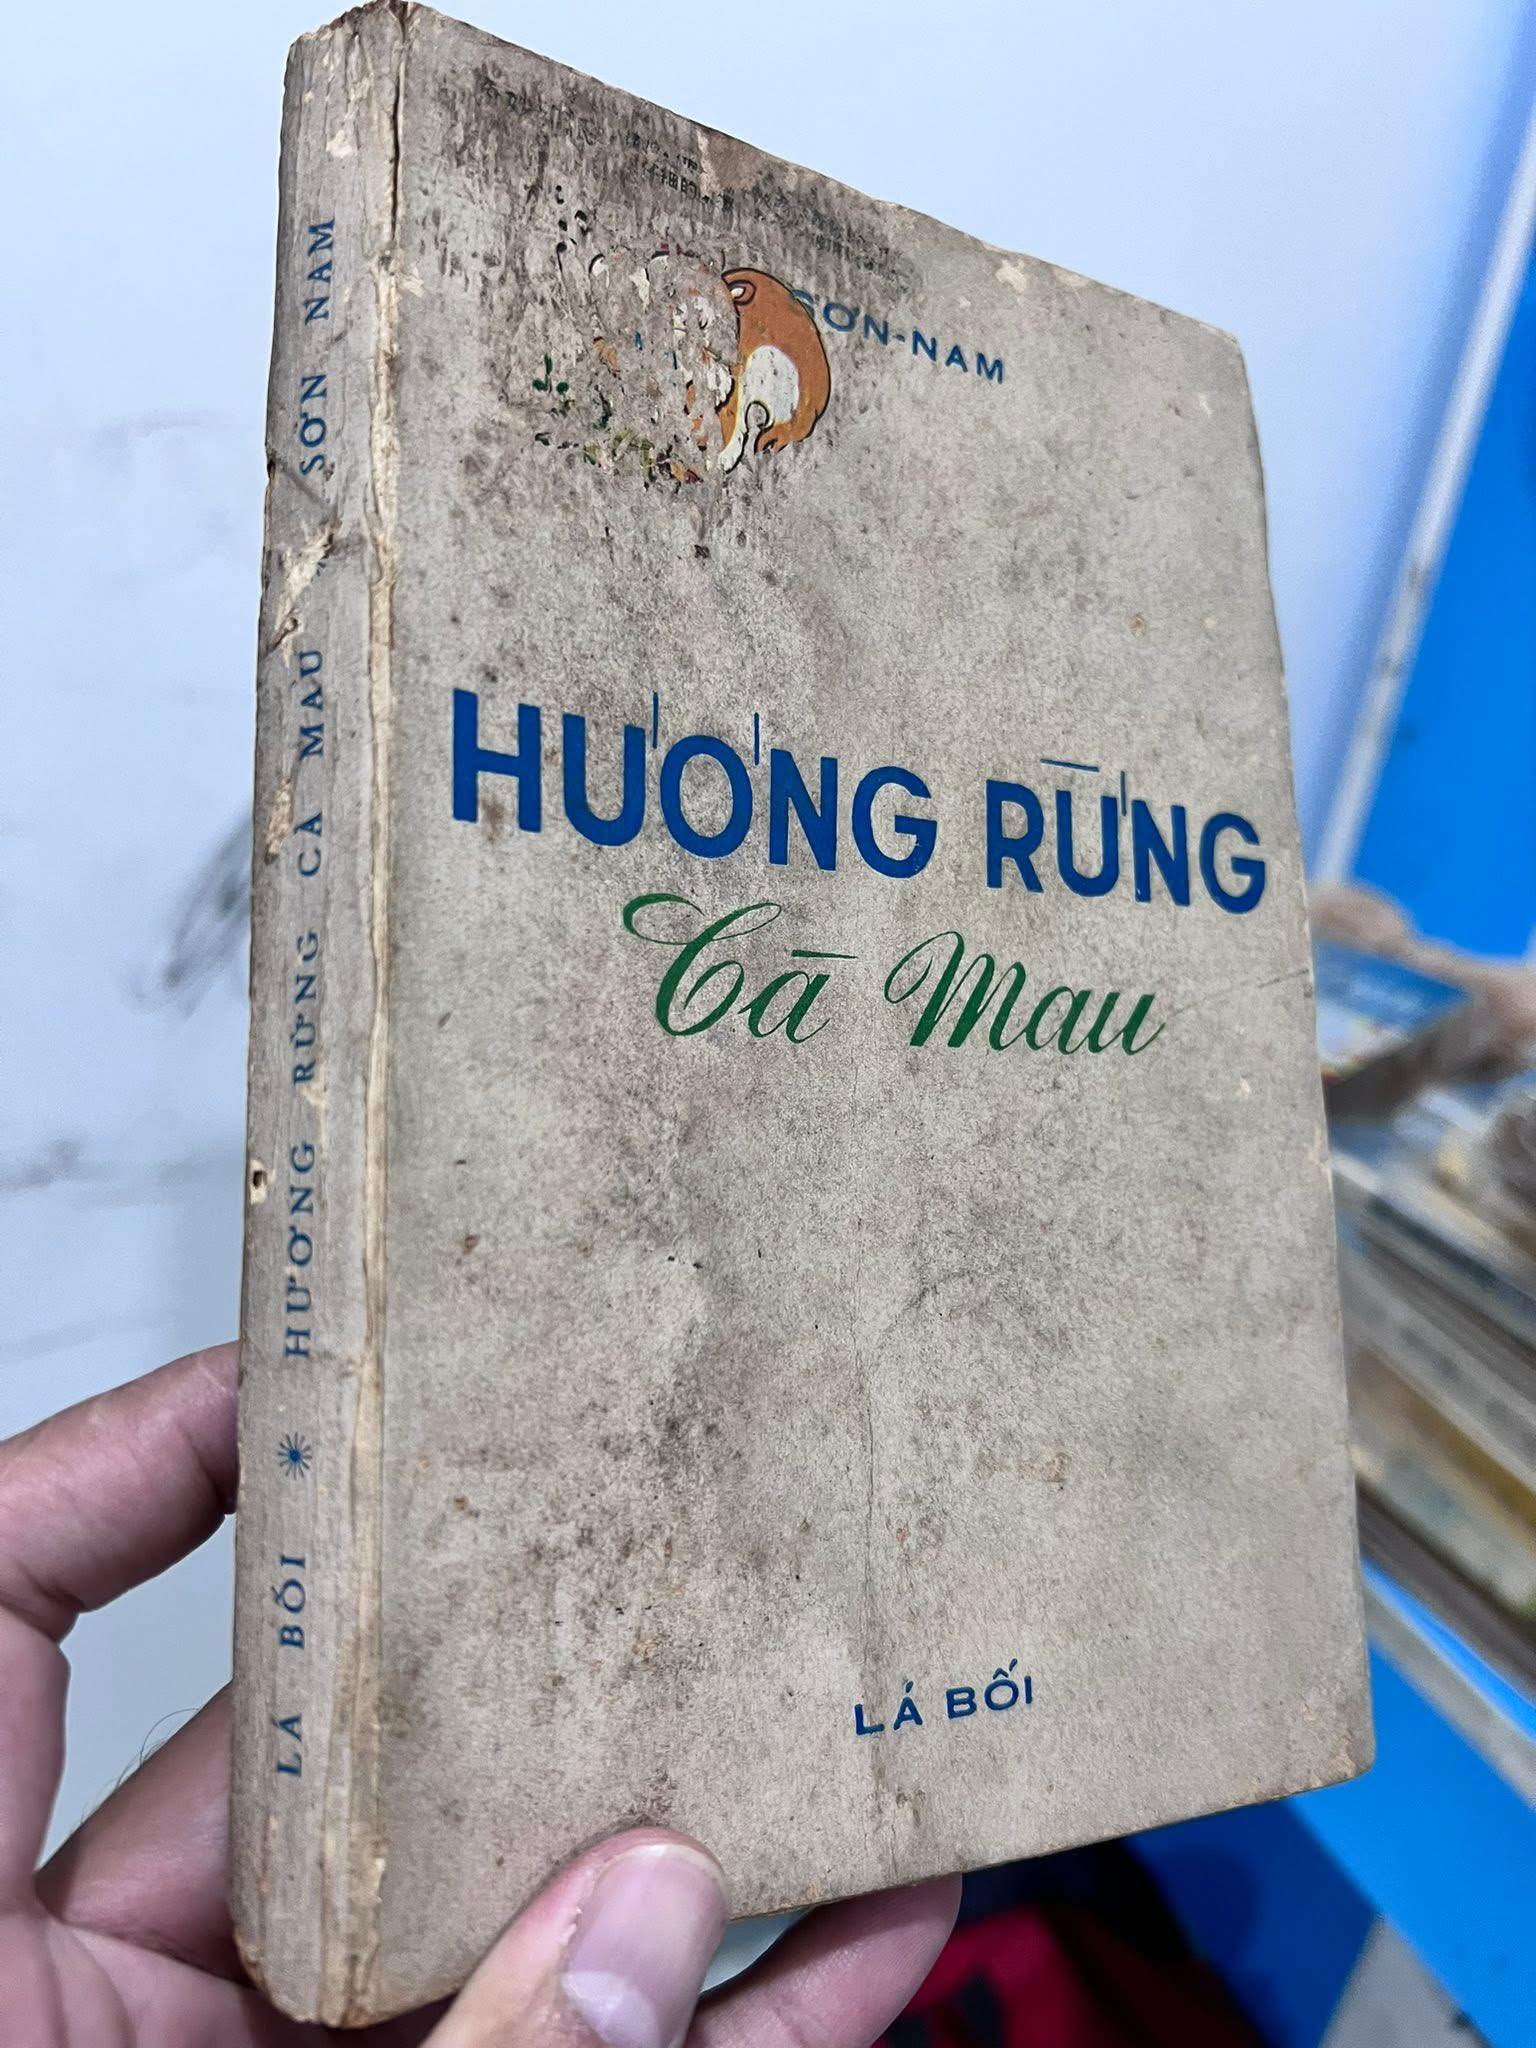 SƠN-NAM
HƯƠNG RỪNG
Cà Mau
LÁ BỐI
LÁ BỐI * HƯƠNG RỪNG CÀ MAU * SƠN NAM